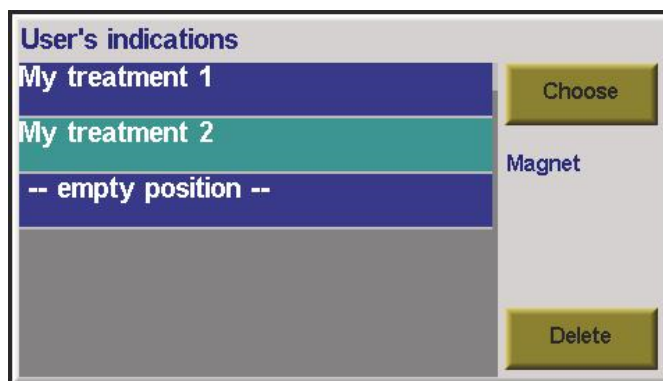 User's indications
My treatment 1
My treatment 2
-- empty position --
Choose
Magnet
Delete